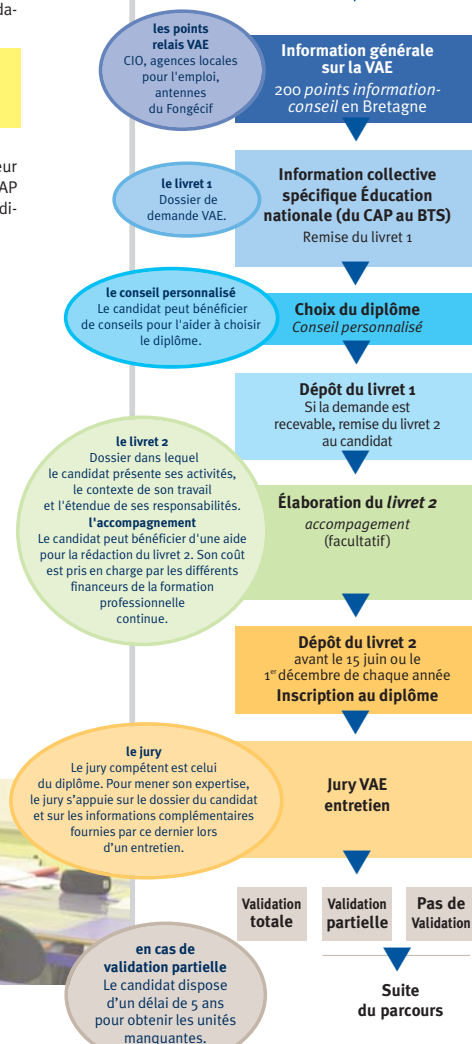 da-
eur
AP
di-
les points
relais VAE
CIO, agences locales
pour l'emploi,
antennes
du Fongécif
Information générale
sur la VAE
200 points information-
conseil en Bretagne
le livret 1
Dossier de
demande VAE.
Information collective
spécifique Éducation
nationale (du CAP au BTS)
Remise du livret 1
le conseil personnalisé
Le candidat peut bénéficier
de conseils pour l'aider à choisir
le diplôme.
Choix du diplôme
Conseil personnalisé
Dépôt du livret 1
Si la demande est
recevable, remise du livret 2
au candidat
le livret 2
Dossier dans lequel
le candidat présente ses activités,
le contexte de son travail
et l'étendue de ses responsabilités.
l'accompagnement
Le candidat peut bénéficier d'une aide
pour la rédaction du livret 2. Son coût
est pris en charge par les différents
financeurs de la formation
professionnelle
continue.
Élaboration du livret 2
accompagement
(facultatif)
Dépôt du livret 2
avant le 15 juin ou le
1er décembre de chaque année
Inscription au diplôme
le jury
Le jury compétent est celui
du diplôme. Pour mener son expertise,
le jury s'appuie sur le dossier du candidat
et sur les informations complémentaires
fournies par ce dernier lors
d'un entretien.
Jury VAE
entretien
Validation
totale
Validation
partielle
Pas de
Validation
en cas de
validation partielle
Le candidat dispose
d'un délai de 5 ans
pour obtenir les unités
manquantes.
Suite
du parcours